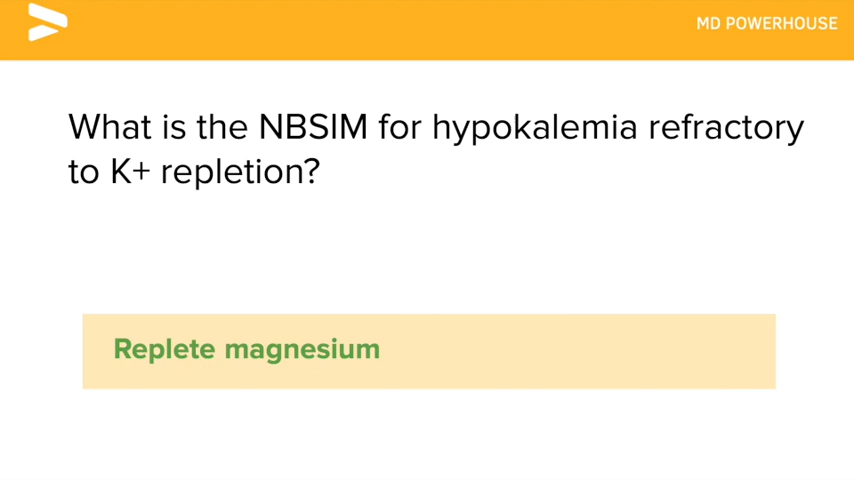 MD POWERHOUSE
What is the NBSIM for hypokalemia refractory
to K+ repletion?
Replete magnesium